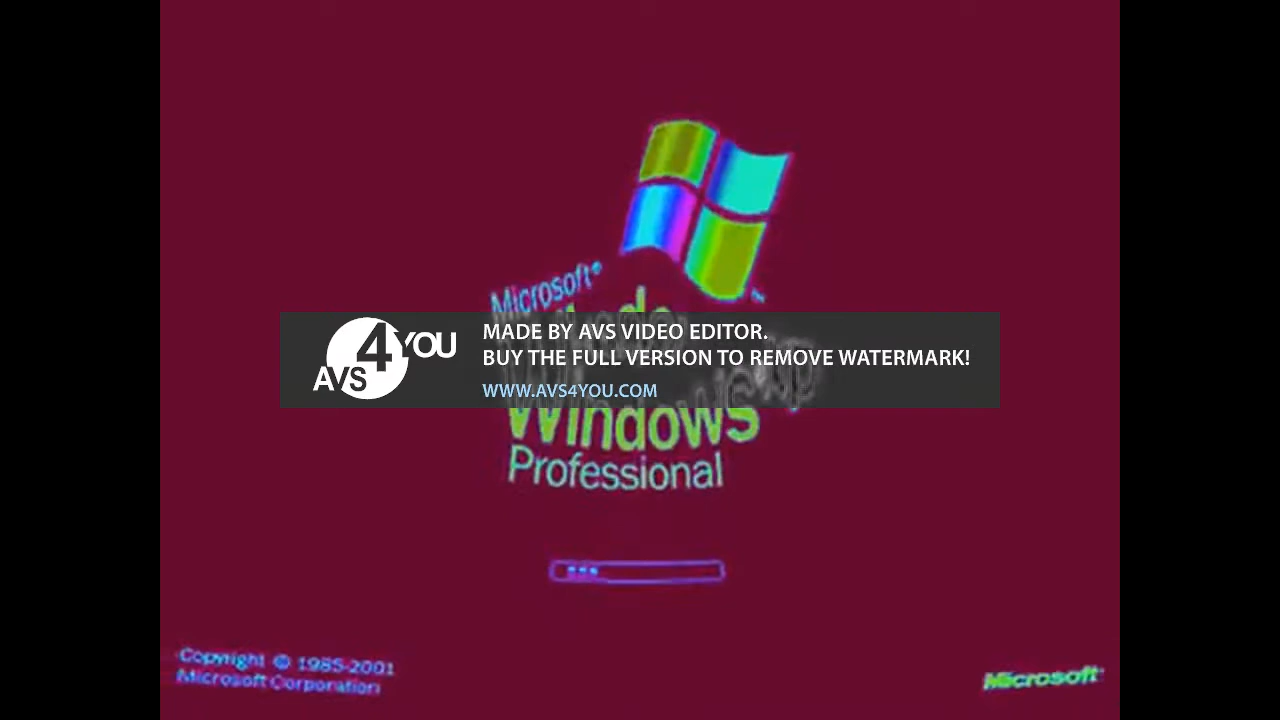 Microsoft®
AVS4YOU
MADE BY AVS VIDEO EDITOR.
BUY THE FULL VERSION TO REMOVE WATERMARK!
WWW.AVS4YOU.COM
Windows
Professional
Copyright © 1985-2001
Microsoft Corporation
Microsoft